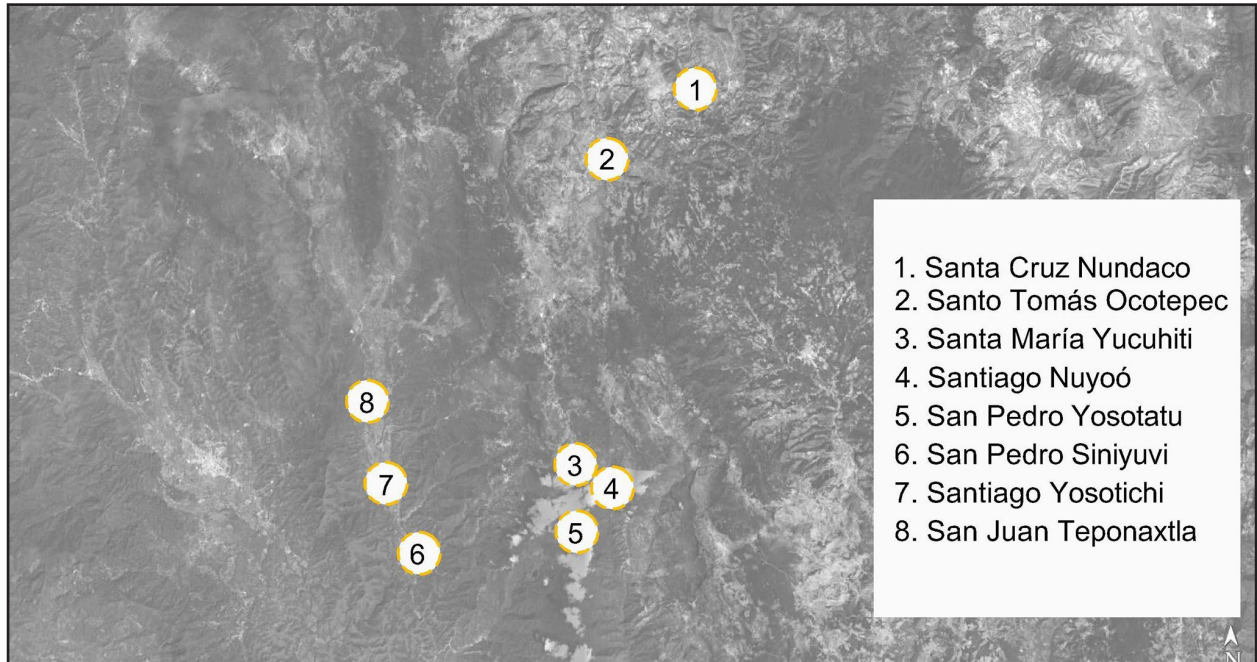 1
2
8
3
7
4
5
6
1. Santa Cruz Nundaco
2. Santo Tomás Ocotepec
3. Santa María Yucuhiti
4. Santiago Nuyoó
5. San Pedro Yosotatu
6. San Pedro Siniyuvi
7. Santiago Yosotichi
8. San Juan Teponaxtla
N